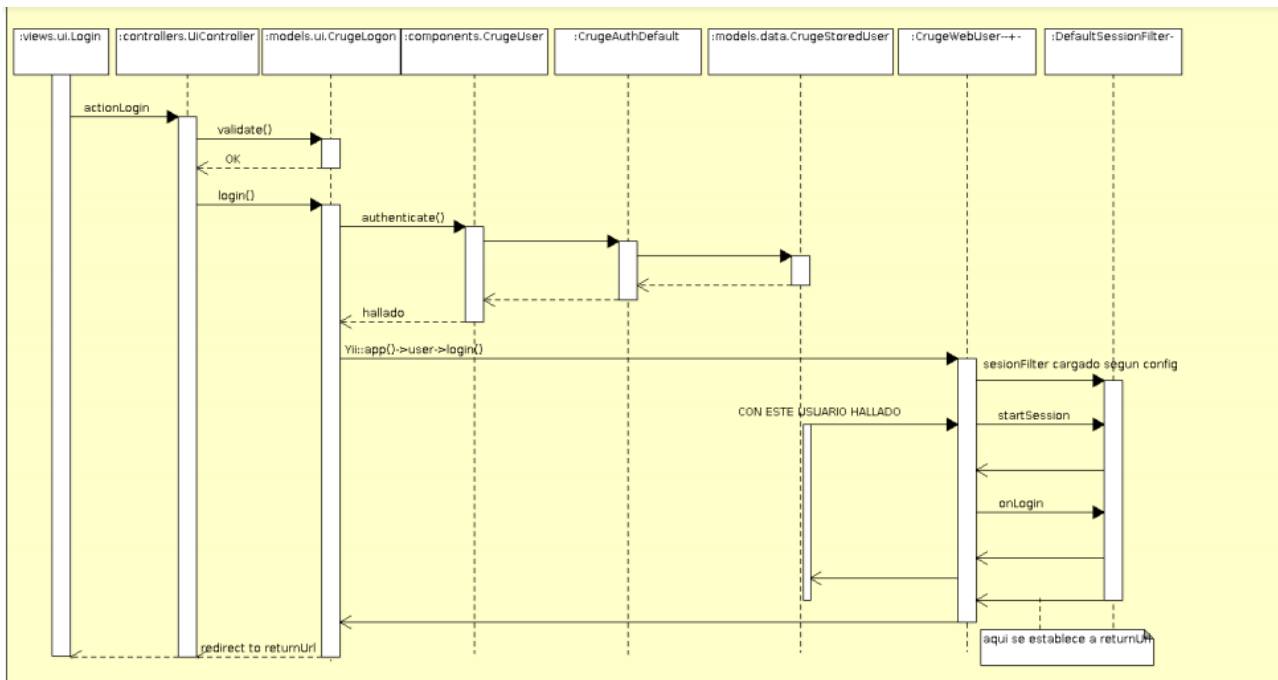 :views.ui.Login
:controllers.UiController
:models.ui.CrugeLogon
:components.CrugeUser
:CrugeAuthDefault
:models.data.CrugeStoredUser
:CrugeWebUser--+-
:DefaultSessionFilter-
actionLogin
validate()
OK
login()
authenticate()
hallado
Yii::app()->user->login()
sesionFilter cargado segun config
CON ESTE USUARIO HALLADO
startSession
onLogin
aqui se establece a returnUrl
redirect to returnUrl